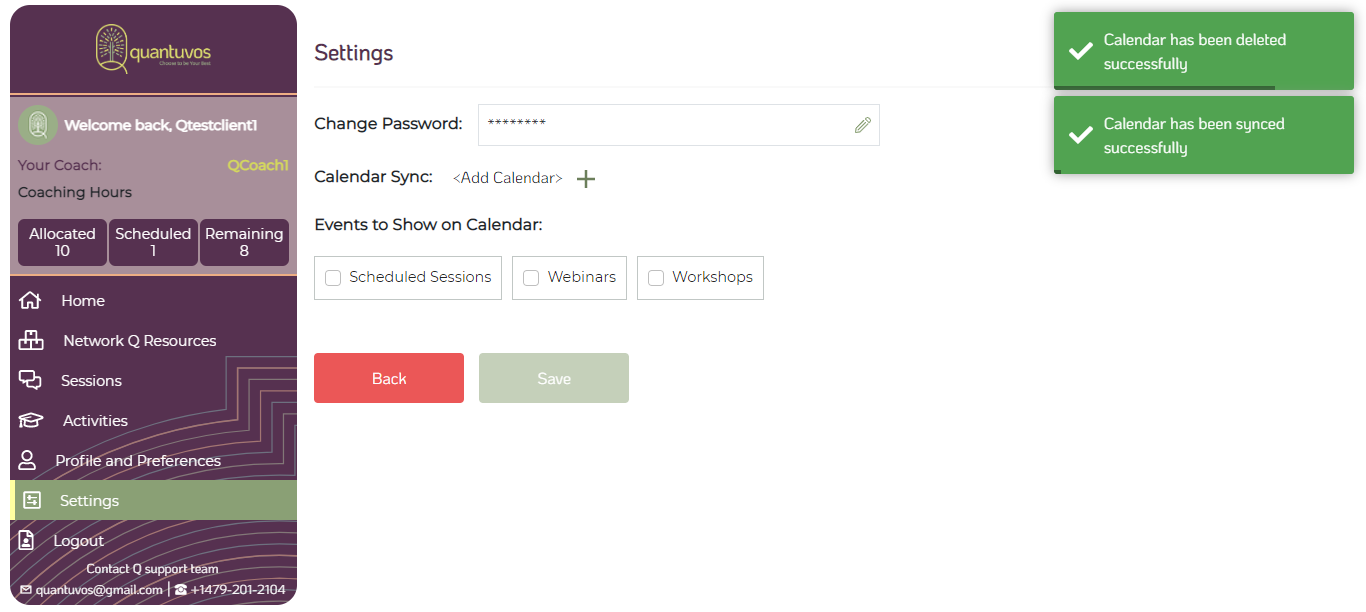 quantuvos
Choose to be Your Best
Welcome back, Qtestclient1
Your Coach: QCoach1
Coaching Hours
Allocated Scheduled Remaining
10 1 8
Home
Network Q Resources
Sessions
Activities
Profile and Preferences
Settings
Logout
Contact Q support team
quantuvos@gmail.com | +1479-201-2104
Settings
Change Password: ********
Calendar Sync: <Add Calendar>
Events to Show on Calendar:
Scheduled Sessions Webinars Workshops
Back Save
Calendar has been deleted
successfully
Calendar has been synced
successfully